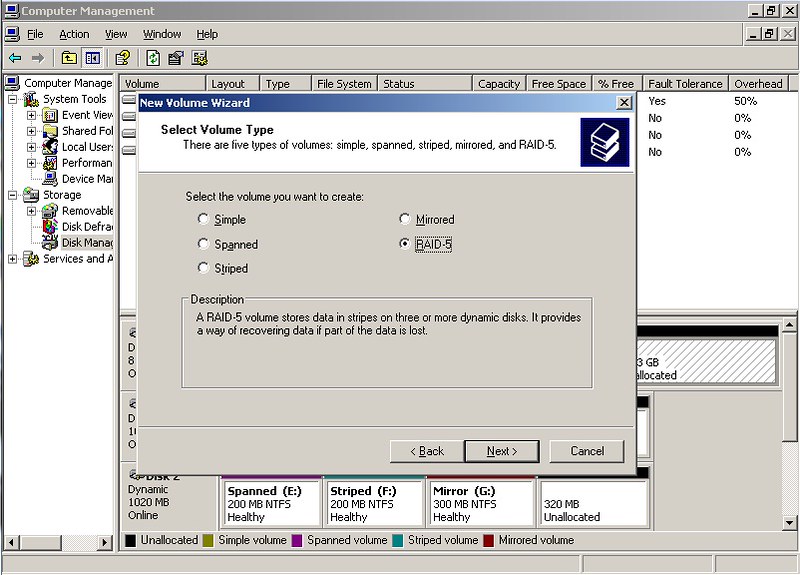 Computer Management
File Action View Window Help
Computer Manage
System Tools
Event View
Shared Fol
Local Users
Performan
Device Mar
Storage
Removable
Disk Defra
Disk Manag
Services and A
Volume Layout Type File System Status Capacity Free Space % Free Fault Tolerance Overhead
Yes 50%
No 0%
No 0%
No 0%
New Volume Wizard
Select Volume Type
There are five types of volumes: simple, spanned, striped, mirrored, and RAID-5.
Select the volume you want to create:
Simple Mirrored
Spanned RAID-5
Striped
Description
A RAID-5 volume stores data in stripes on three or more dynamic disks. It provides
a way of recovering data if part of the data is lost.
< Back Next > Cancel
3 GB
allocated
Disk 2
Dynamic
1020 MB
Online
Spanned (E:)
200 MB NTFS
Healthy
Striped (F:)
200 MB NTFS
Healthy
Mirror (G:)
300 MB NTFS
Healthy
320 MB
Unallocated
Unallocated Simple volume Spanned volume Striped volume Mirrored volume